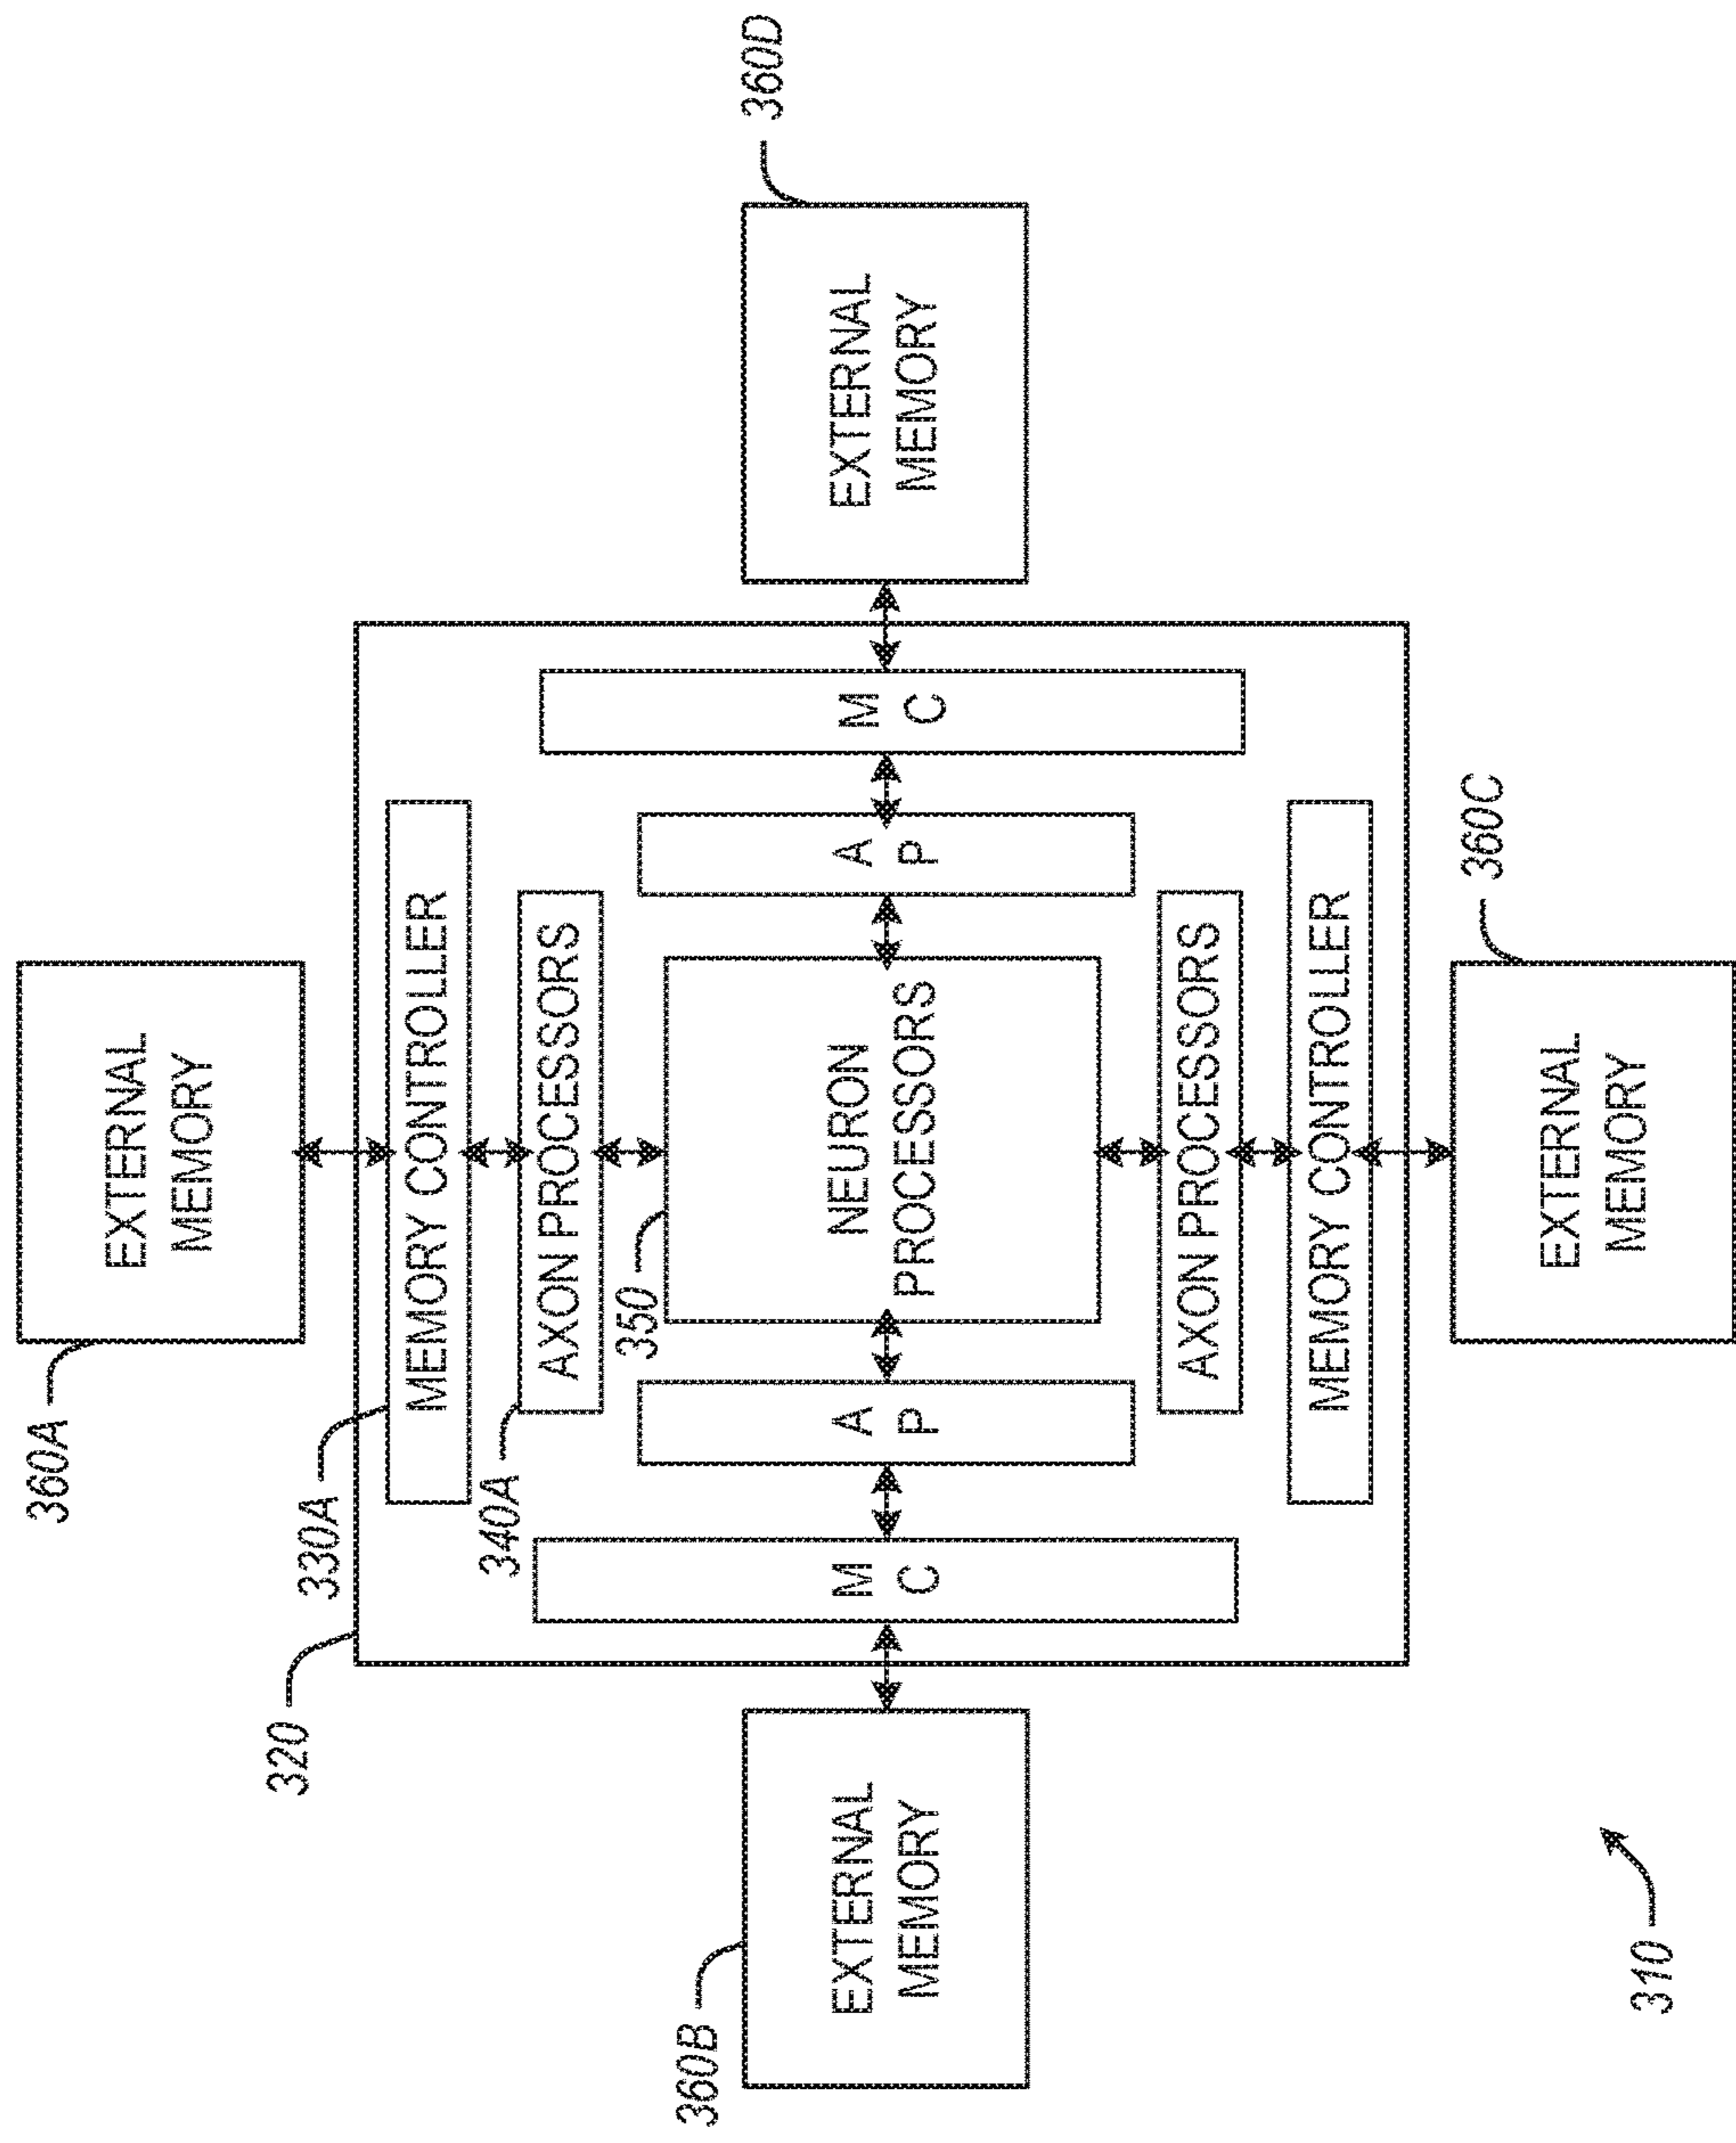 360A
EXTERNAL
MEMORY
320
330A
MEMORY CONTROLLER
340A
AXON PROCESSORS
350
360B
360D
EXTERNAL
MEMORY
M
C
A
P
NEURON
PROCESSORS
A
P
M
C
EXTERNAL
MEMORY
AXON PROCESSORS
MEMORY CONTROLLER
360C
EXTERNAL
MEMORY
310